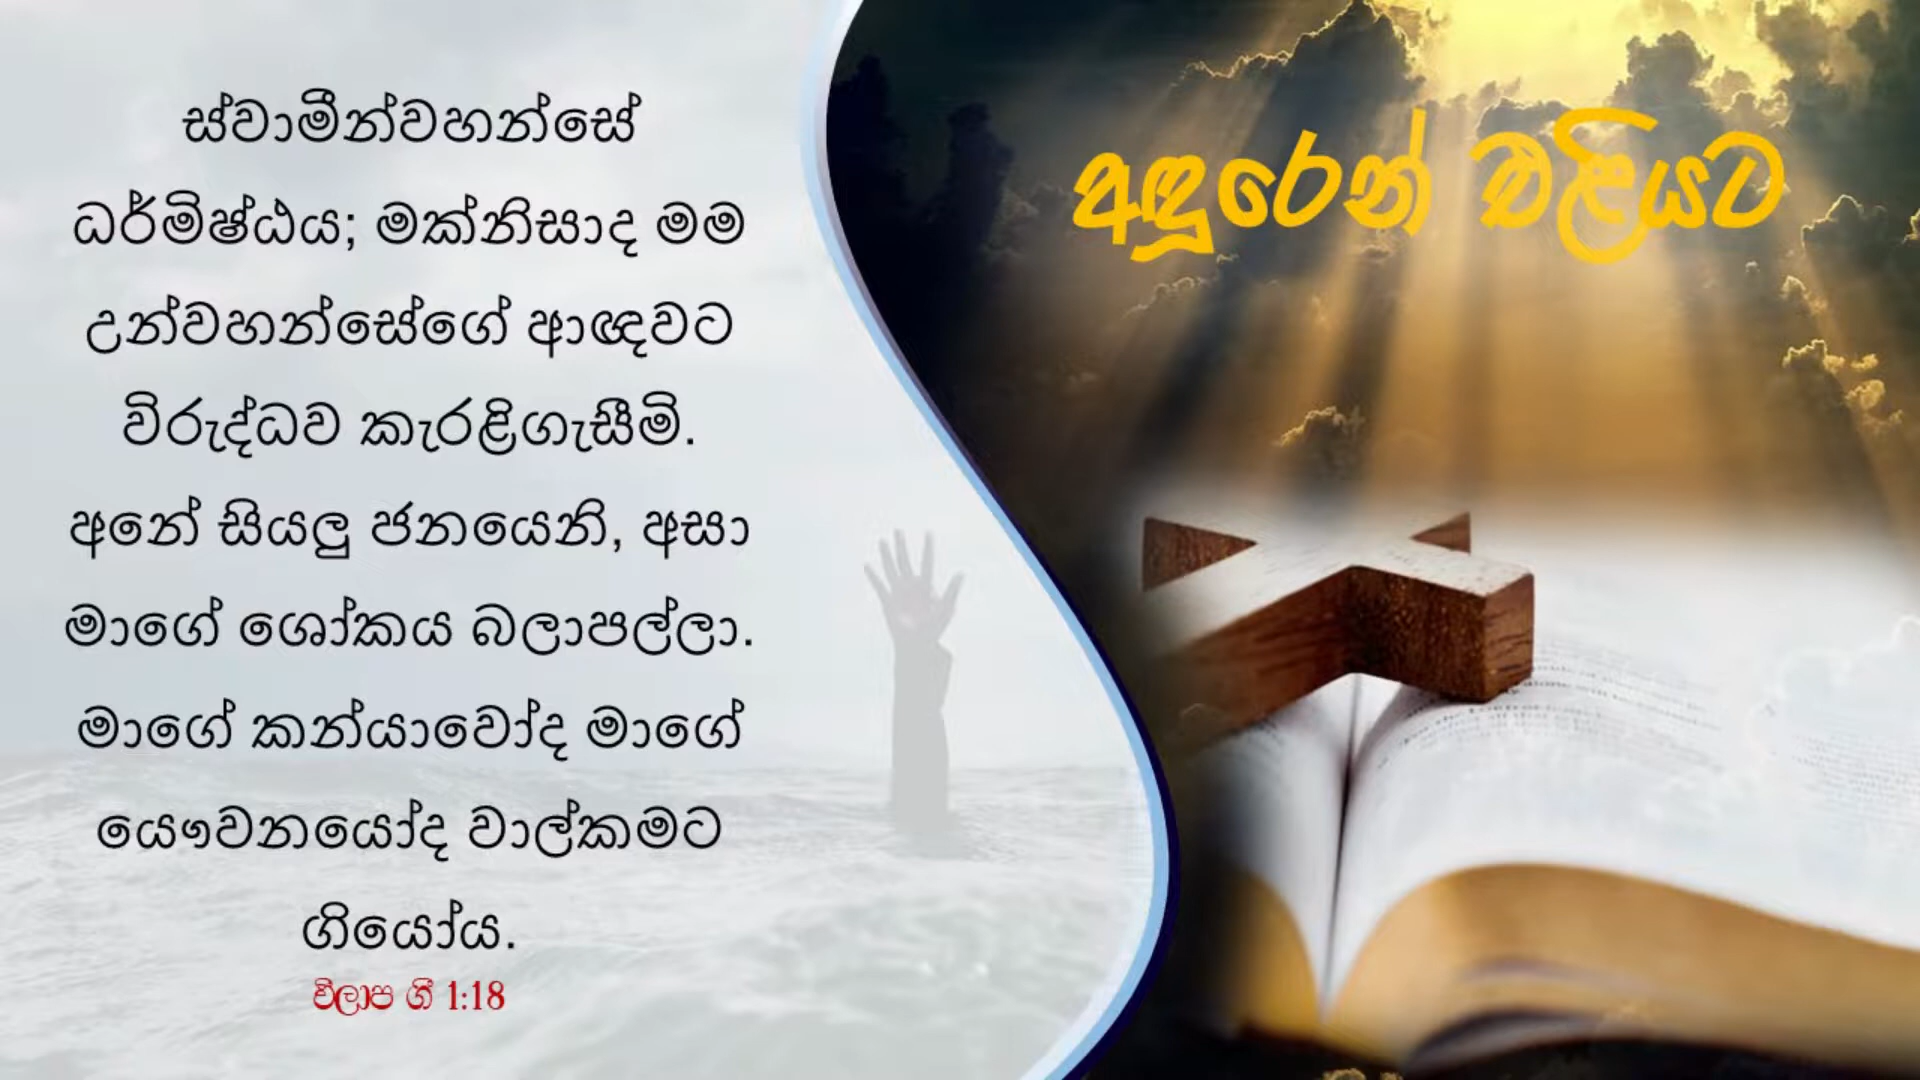 ස්වාමීන්වහන්සේ
ධර්මිෂ්ඨය; මක්නිසාද මම
උන්වහන්සේගේ ආඥවට
විරුද්ධව කැරළිගැසීමි.
අනේ සියලු ජනයෙනි, අසා
මාගේ ශෝකය බලාපල්ලා.
මාගේ කන්යාවෝද මාගේ
යෞවනයෝද වාල්කමට
ගියෝය.
විලාප ගී 1:18
අඳුරෙන් එළියට